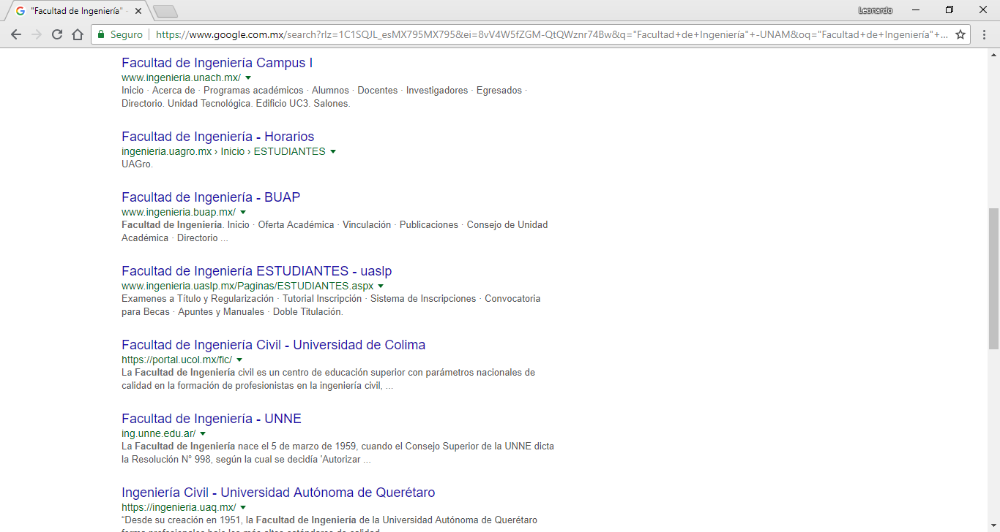 "Facultad de Ingeniería" -
Leonardo
Seguro
https://www.google.com.mx/search?rlz=1C1SQJL_esMX795MX795&ei=8vV4W5fZGM-QtQWznr74Bw&q="Facultad+de+Ingeniería"+-UNAM&oq="Facultad+de+Ingeniería"+...
Facultad de Ingeniería Campus I
www.ingenieria.unach.mx/
Inicio · Acerca de · Programas académicos · Alumnos · Docentes · Investigadores · Egresados ·
Directorio. Unidad Tecnológica. Edificio UC3. Salones.
Facultad de Ingeniería - Horarios
ingenieria.uagro.mx › Inicio › ESTUDIANTES
UAGro.
Facultad de Ingeniería - BUAP
www.ingenieria.buap.mx/
Facultad de Ingeniería. Inicio · Oferta Académica · Vinculación · Publicaciones · Consejo de Unidad
Académica · Directorio ...
Facultad de Ingeniería ESTUDIANTES - uaslp
www.ingenieria.uaslp.mx/Paginas/ESTUDIANTES.aspx
Examenes a Título y Regularización · Tutorial Inscripción · Sistema de Inscripciones · Convocatoria
para Becas · Apuntes y Manuales · Doble Titulación.
Facultad de Ingeniería Civil - Universidad de Colima
https://portal.ucol.mx/fic/
La Facultad de Ingeniería civil es un centro de educación superior con parámetros nacionales de
calidad en la formación de profesionistas en la ingeniería civil, ...
Facultad de Ingeniería - UNNE
ing.unne.edu.ar/
La Facultad de Ingeniería nace el 5 de marzo de 1959, cuando el Consejo Superior de la UNNE dicta
la Resolución N° 998, según la cual se decidía 'Autorizar ...
Ingeniería Civil - Universidad Autónoma de Querétaro
https://ingenieria.uaq.mx/
“Desde su creación en 1951, la Facultad de Ingeniería de la Universidad Autónoma de Querétaro